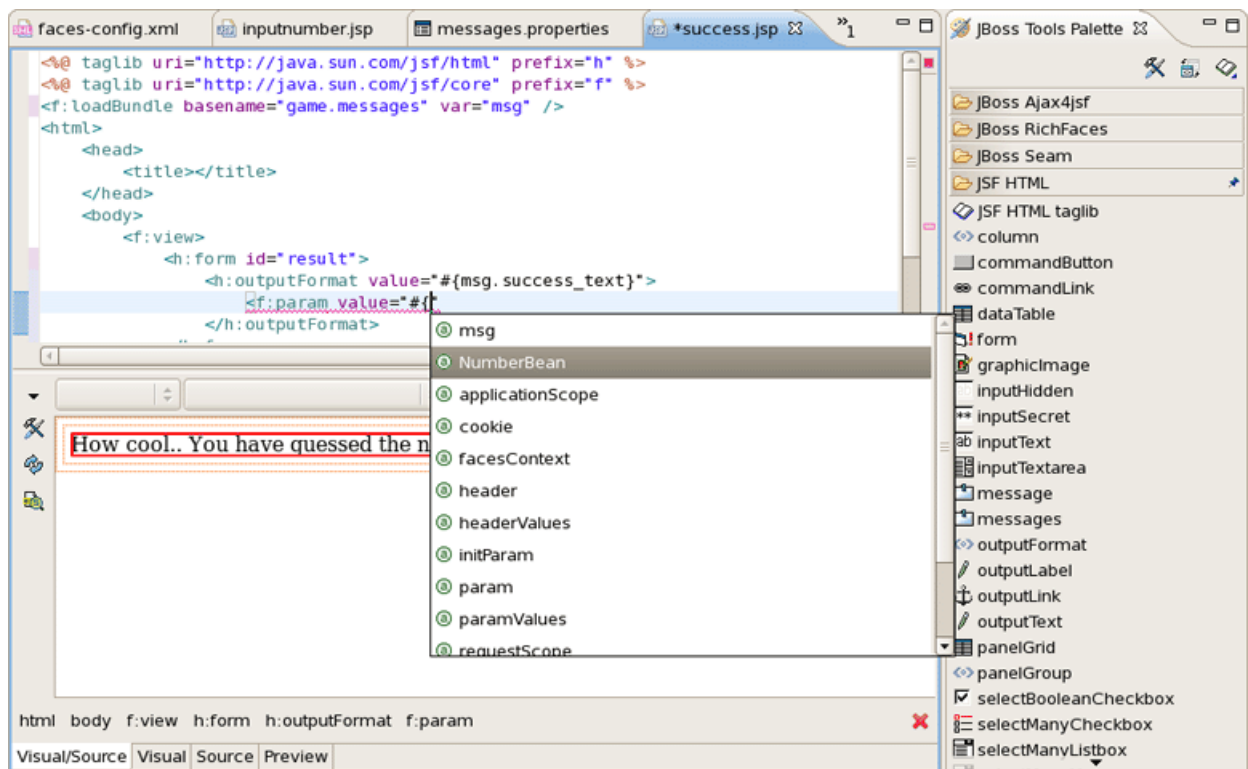 faces-config.xml
inputnumber.jsp
messages.properties
*success.jsp
»1
JBoss Tools Palette
<%@ taglib uri="http://java.sun.com/jsf/html" prefix="h" %>
<%@ taglib uri="http://java.sun.com/jsf/core" prefix="f" %>
<f:loadBundle basename="game.messages" var="msg" />
<html>
<head>
<title></title>
</head>
<body>
<f:view>
<h:form id="result">
<h:outputFormat value="#{msg.success_text}">
<f:param value="#{"
</h:outputFormat>
msg
NumberBean
applicationScope
cookie
facesContext
header
headerValues
initParam
param
paramValues
requestScope
How cool.. You have quessed the n
html body f:view h:form h:outputFormat f:param
Visual/Source Visual Source Preview
JBoss Ajax4jsf
JBoss RichFaces
JBoss Seam
JSF HTML
JSF HTML taglib
column
commandButton
commandLink
dataTable
form
graphicImage
inputHidden
inputSecret
inputText
inputTextarea
message
messages
outputFormat
outputLabel
outputLink
outputText
panelGrid
panelGroup
selectBooleanCheckbox
selectManyCheckbox
selectManyListbox